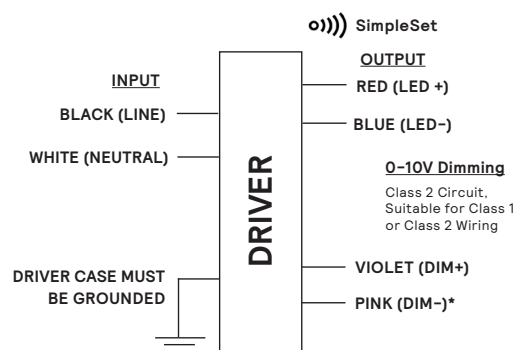 SimpleSet
INPUT
BLACK (LINE)
WHITE (NEUTRAL)
DRIVER CASE MUST
BE GROUNDED
DRIVER
OUTPUT
RED (LED +)
BLUE (LED-)
0-10V Dimming
Class 2 Circuit,
Suitable for Class 1
or Class 2 Wiring
VIOLET (DIM+)
PINK (DIM-)*